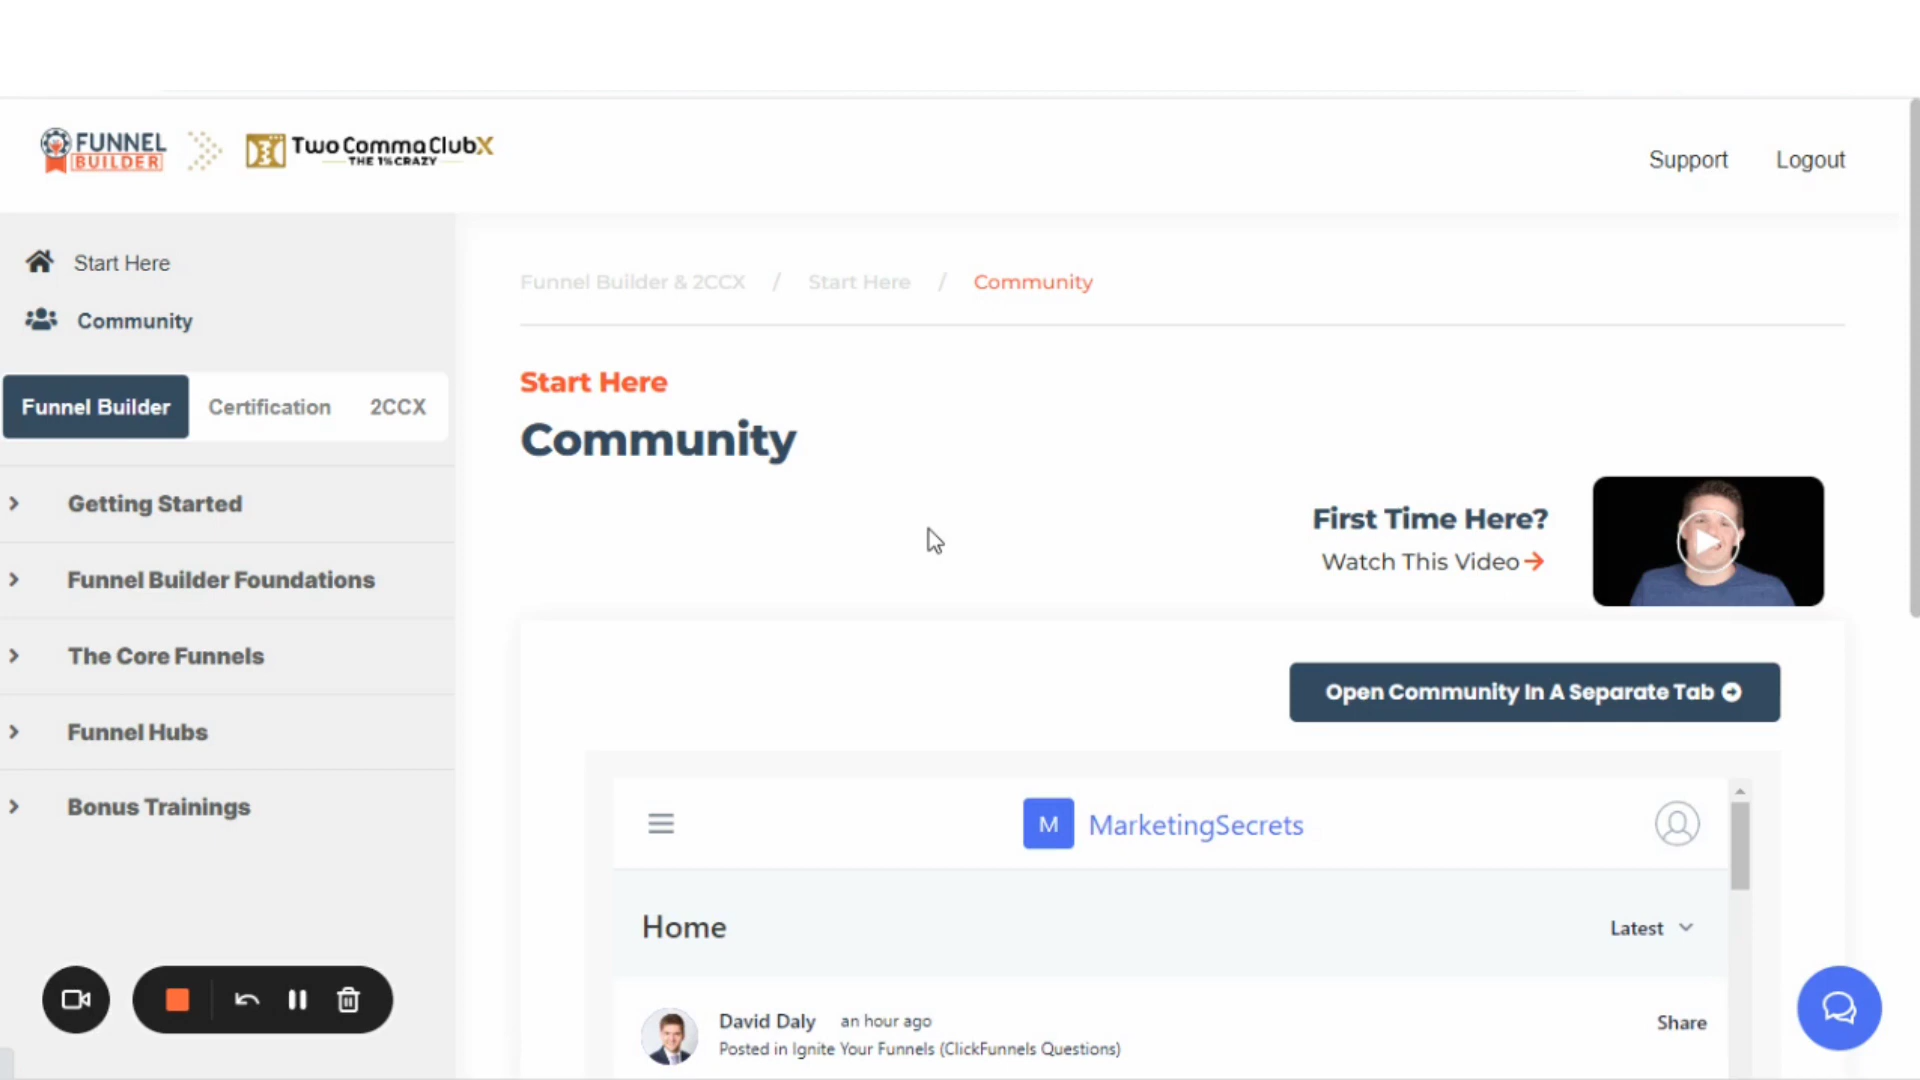 FUNNEL
BUILDER
Two Comma ClubX
THE 1% CRAZY
Support
Logout
Start Here
Community
Funnel Builder
Certification
2CCX
Getting Started
Funnel Builder Foundations
The Core Funnels
Funnel Hubs
Bonus Trainings
Funnel Builder & 2CCX / Start Here / Community
Start Here
Community
First Time Here?
Watch This Video
Open Community In A Separate Tab
M MarketingSecrets
Home
Latest
David Daly an hour ago
Share
Posted in Ignite Your Funnels (ClickFunnels Questions)